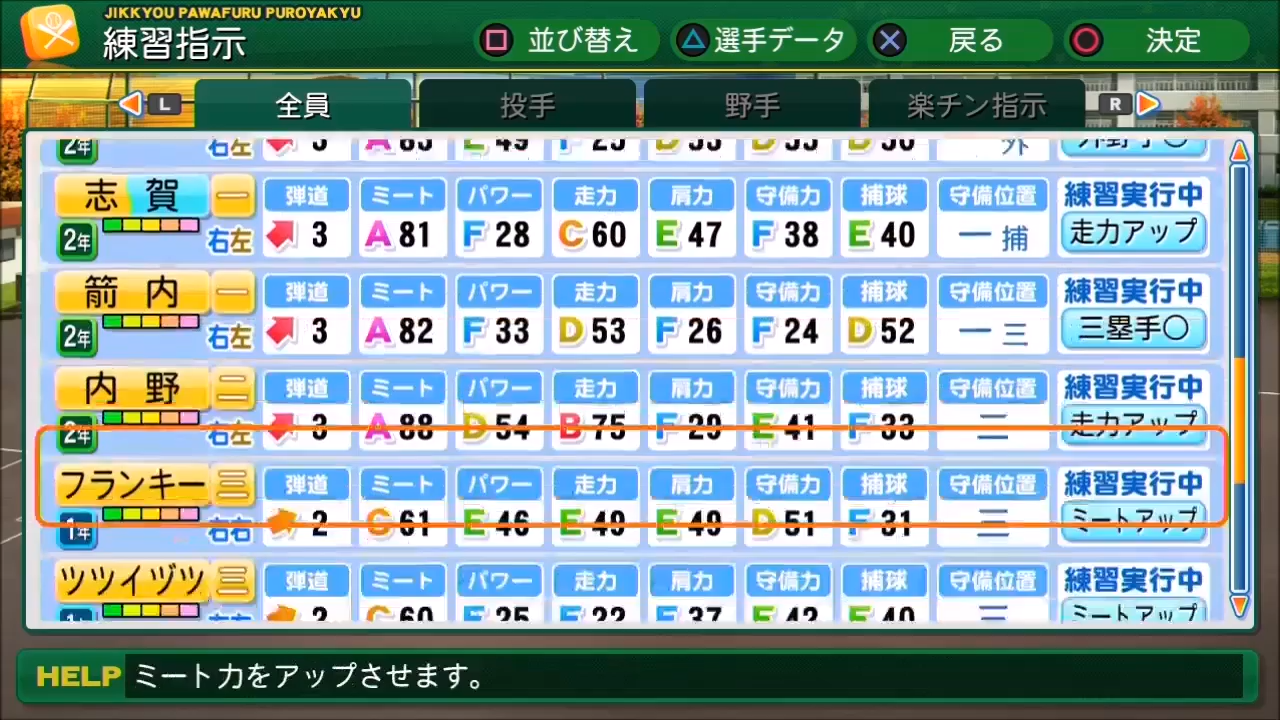 JIKKYOU PAWAFURU PUROYAKYU
練習指示
並び替え 選手データ 戻る 決定
L 全員 投手 野手 楽チン指示 R
2年 右左
志賀 一 弾道 ミート パワー 走力 肩力 守備力 捕球 守備位置 練習実行中
2年 右左 3 A 81 F 28 C 60 E 47 F 38 E 40 一捕 走力アップ
箭内 一 弾道 ミート パワー 走力 肩力 守備力 捕球 守備位置 練習実行中
2年 右左 3 A 82 F 33 D 53 F 26 F 24 D 52 一三 三塁手〇
内野 二 弾道 ミート パワー 走力 肩力 守備力 捕球 守備位置 練習実行中
2年 右左 3 A 88 D 54 B 75 F 29 E 41 F 33 二 走力アップ
フランキー 三 弾道 ミート パワー 走力 肩力 守備力 捕球 守備位置 練習実行中
1年 右右 2 C 61 E 46 E 49 E 49 D 51 F 31 三 ミートアップ
ツツイヅツ 三 弾道 ミート パワー 走力 肩力 守備力 捕球 守備位置 練習実行中
ミートアップ
HELP ミート力をアップさせます。